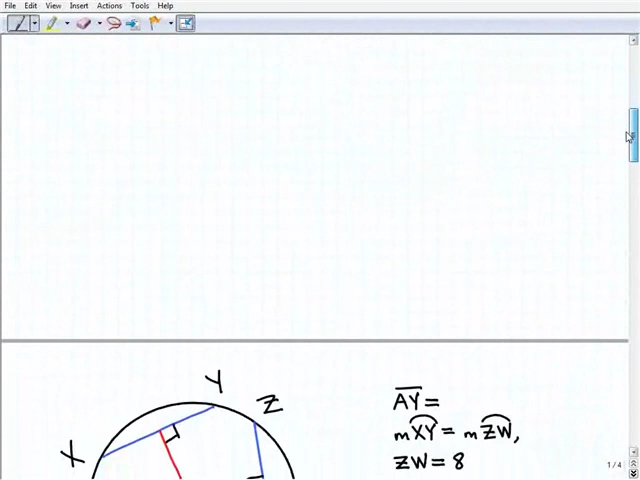 File Edit View Insert Actions Tools Help
Y
Z
X
AY =
mXY = mZW,
ZW = 8
1/4